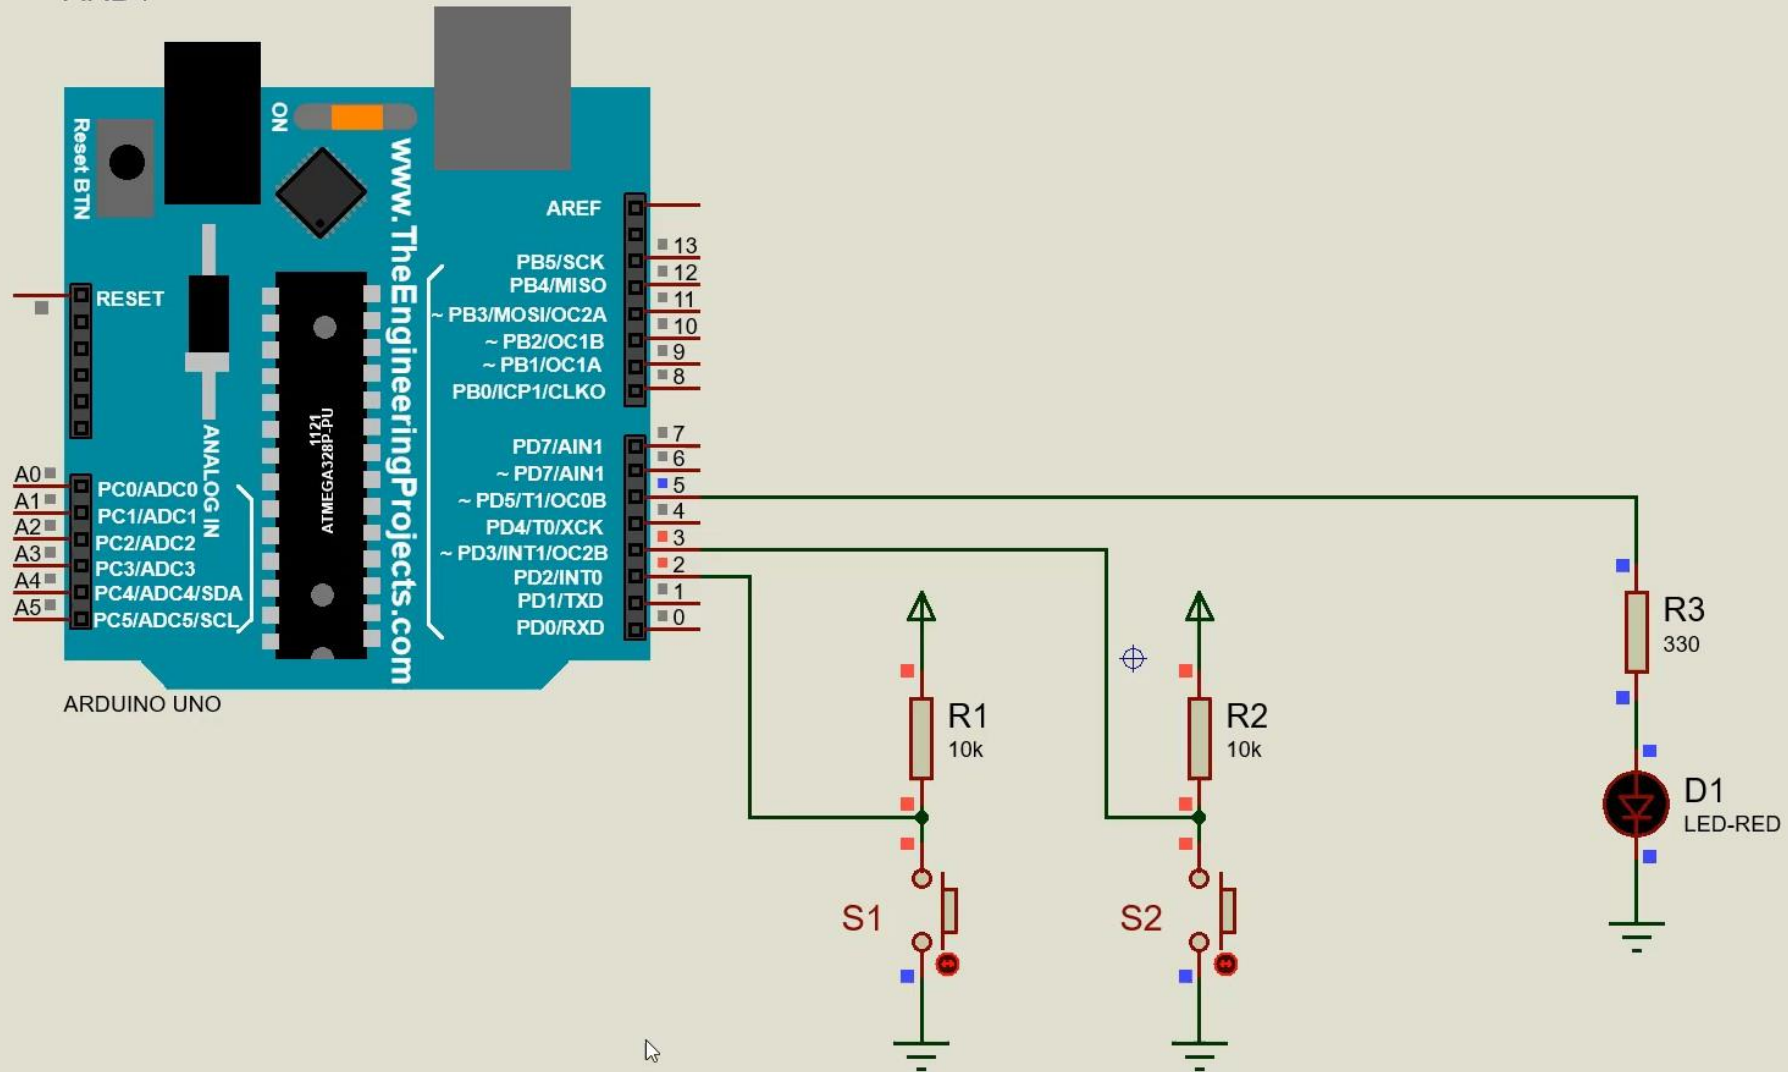 Reset BTN
ON
www.TheEngineeringProjects.com
RESET
ANALOG IN
1121
ATMEGA328P-PU
AREF
PB5/SCK 13
PB4/MISO 12
~ PB3/MOSI/OC2A 11
~ PB2/OC1B 10
~ PB1/OC1A 9
PB0/ICP1/CLKO 8
PD7/AIN1 7
~ PD7/AIN1 6
~ PD5/T1/OC0B 5
PD4/T0/XCK 4
~ PD3/INT1/OC2B 3
PD2/INT0 2
PD1/TXD 1
PD0/RXD 0
A0 PC0/ADC0
A1 PC1/ADC1
A2 PC2/ADC2
A3 PC3/ADC3
A4 PC4/ADC4/SDA
A5 PC5/ADC5/SCL
ARDUINO UNO
R1
10k
R2
10k
R3
330
D1
LED-RED
S1
S2